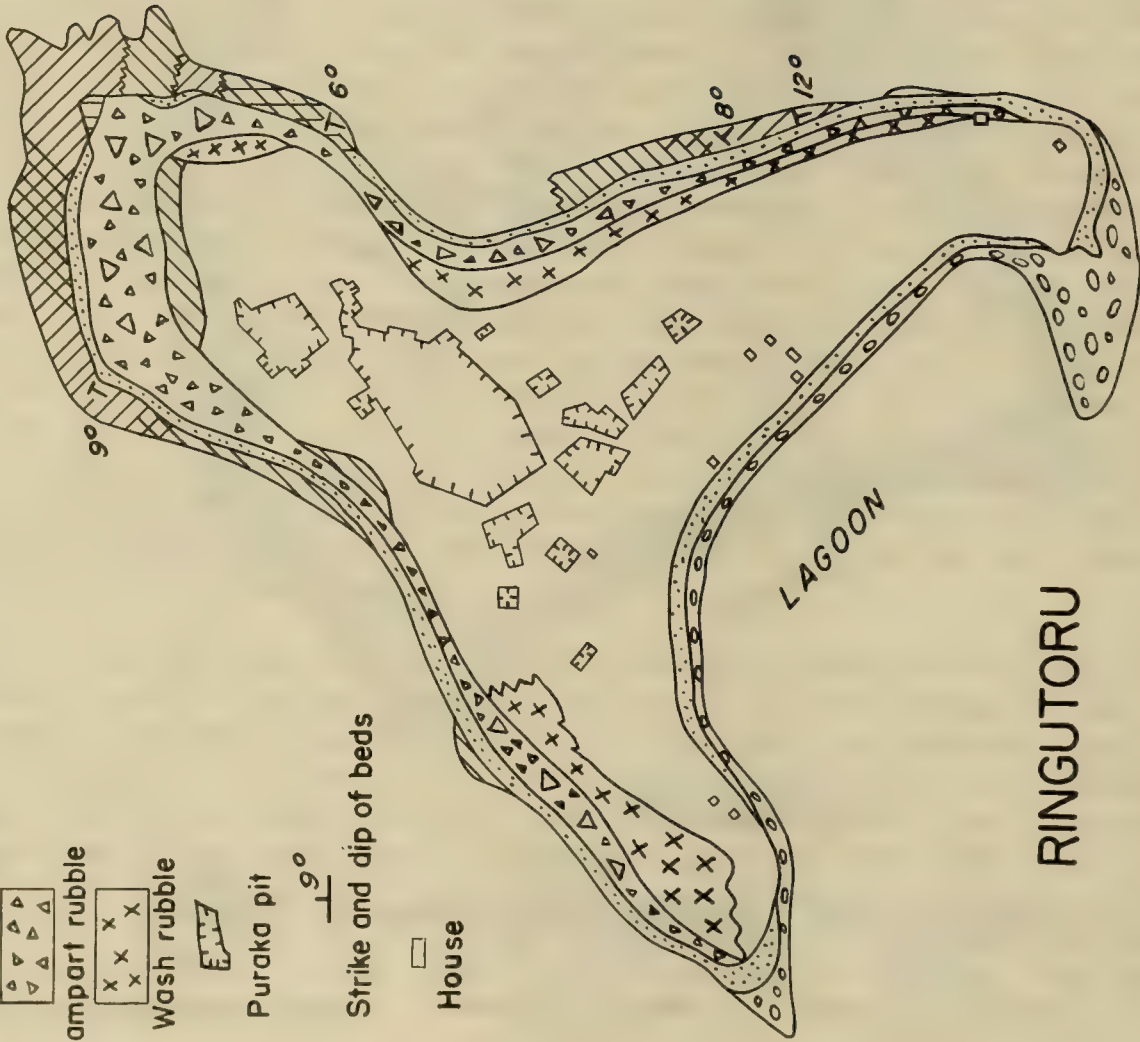 ampart rubble
Wash rubble
Puraka pit
9°
Strike and dip of beds
House
9°
6°
8°
12°
LAGOON
RINGUTORU